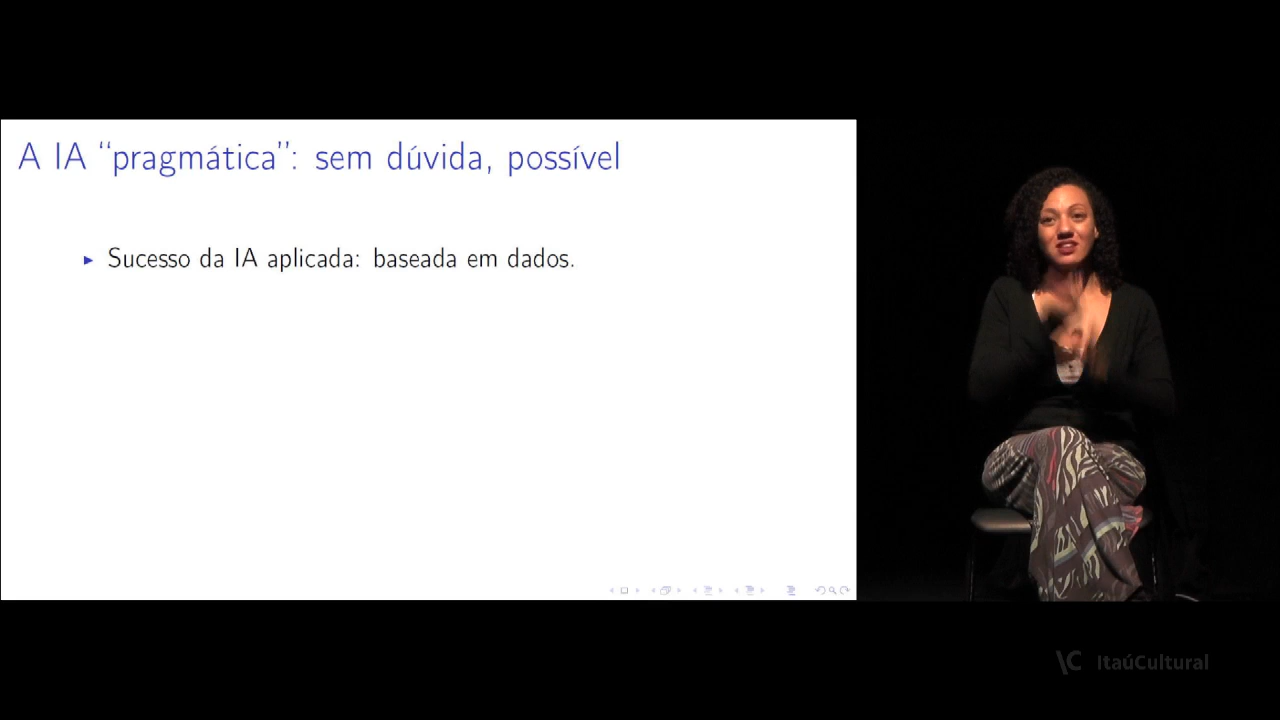 A IA “pragmática”: sem dúvida, possível
▸ Sucesso da IA aplicada: baseada em dados.
ItaúCultural